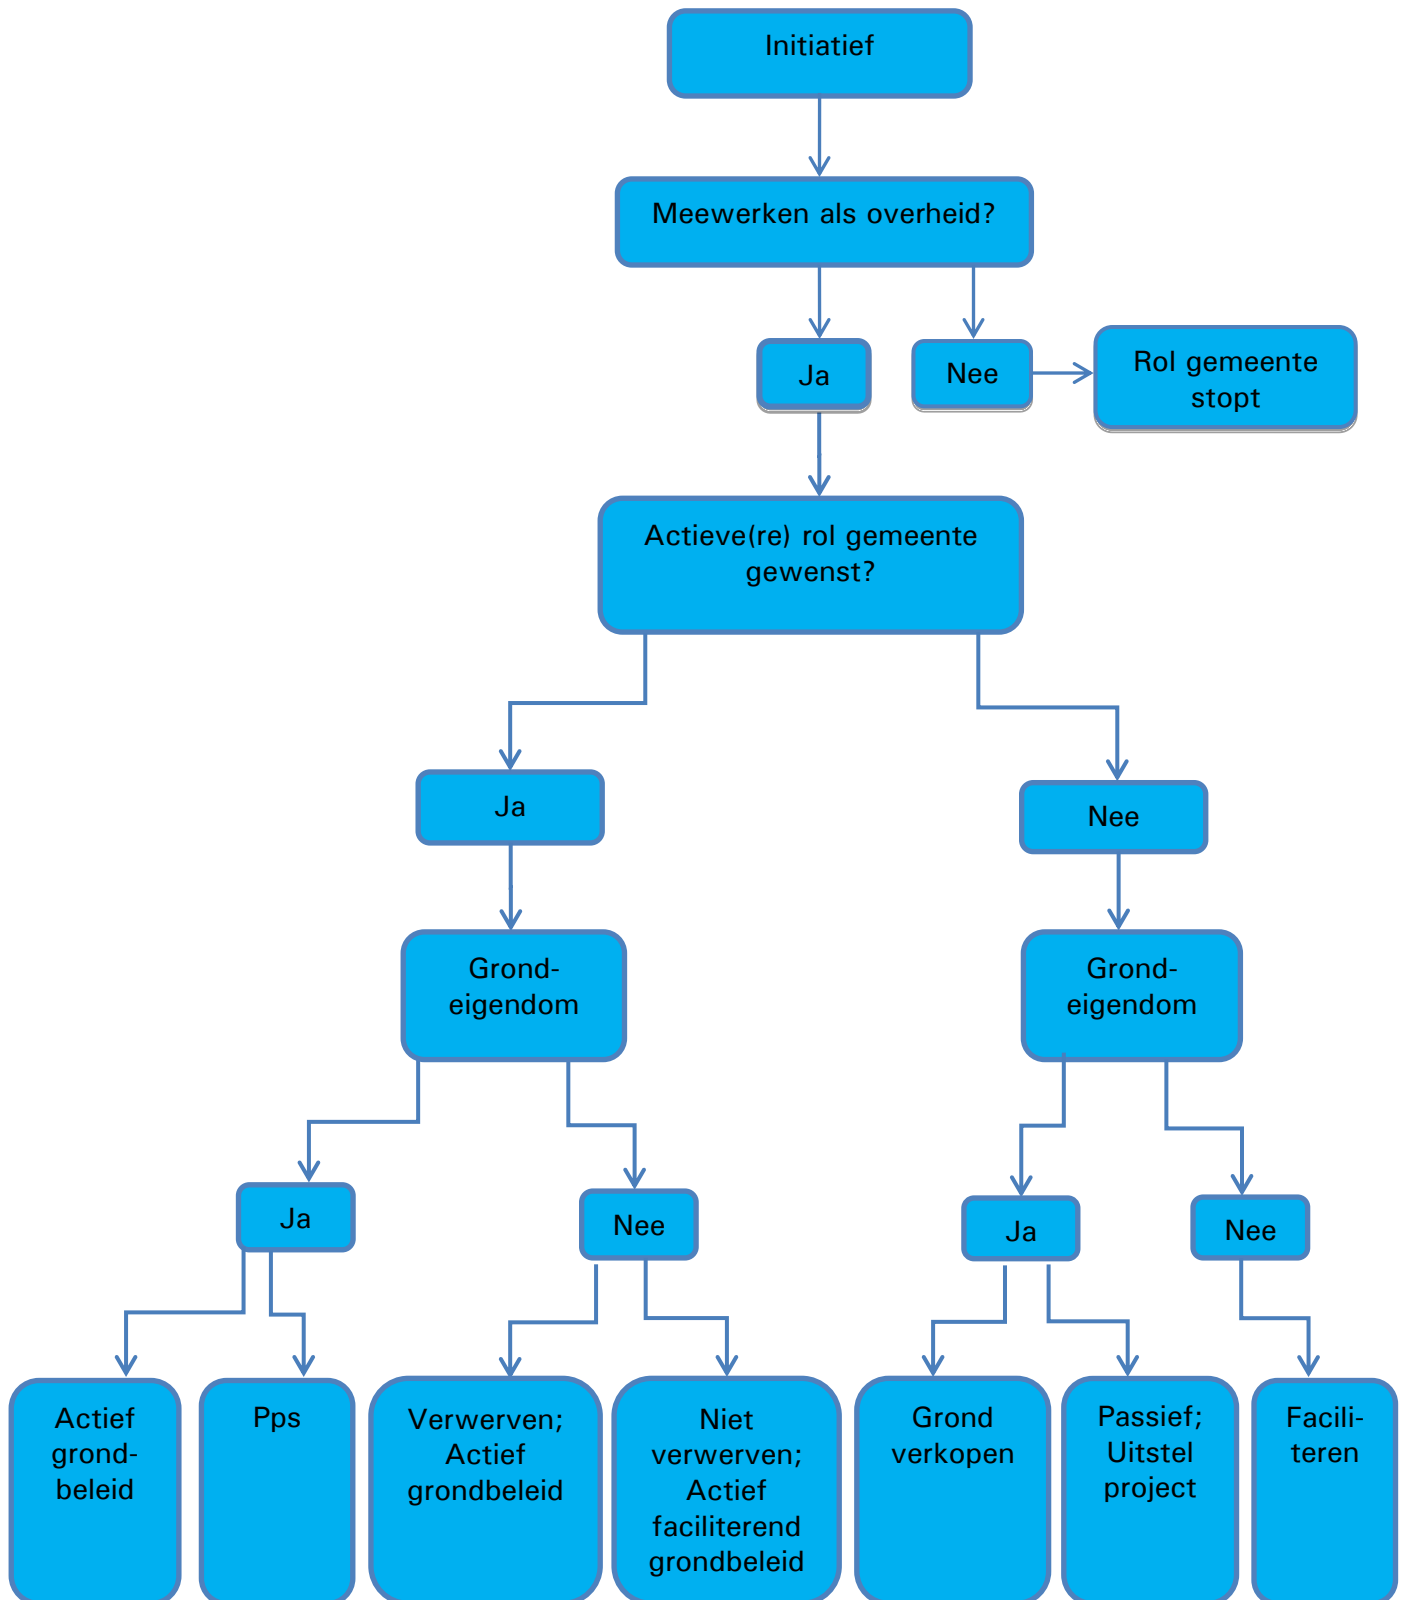 Initiatief
Meewerken als overheid?
Ja
Nee
Rol gemeente
stopt
Actieve(re) rol gemeente
gewenst?
Ja
Nee
Grond-
eigendom
Grond-
eigendom
Ja
Nee
Ja
Nee
Actief
grond-
beleid
Pps
Verwerven;
Actief
grondbeleid
Niet
verwerven;
Actief
faciliterend
grondbeleid
Grond
verkopen
Passief;
Uitstel
project
Facili-
teren